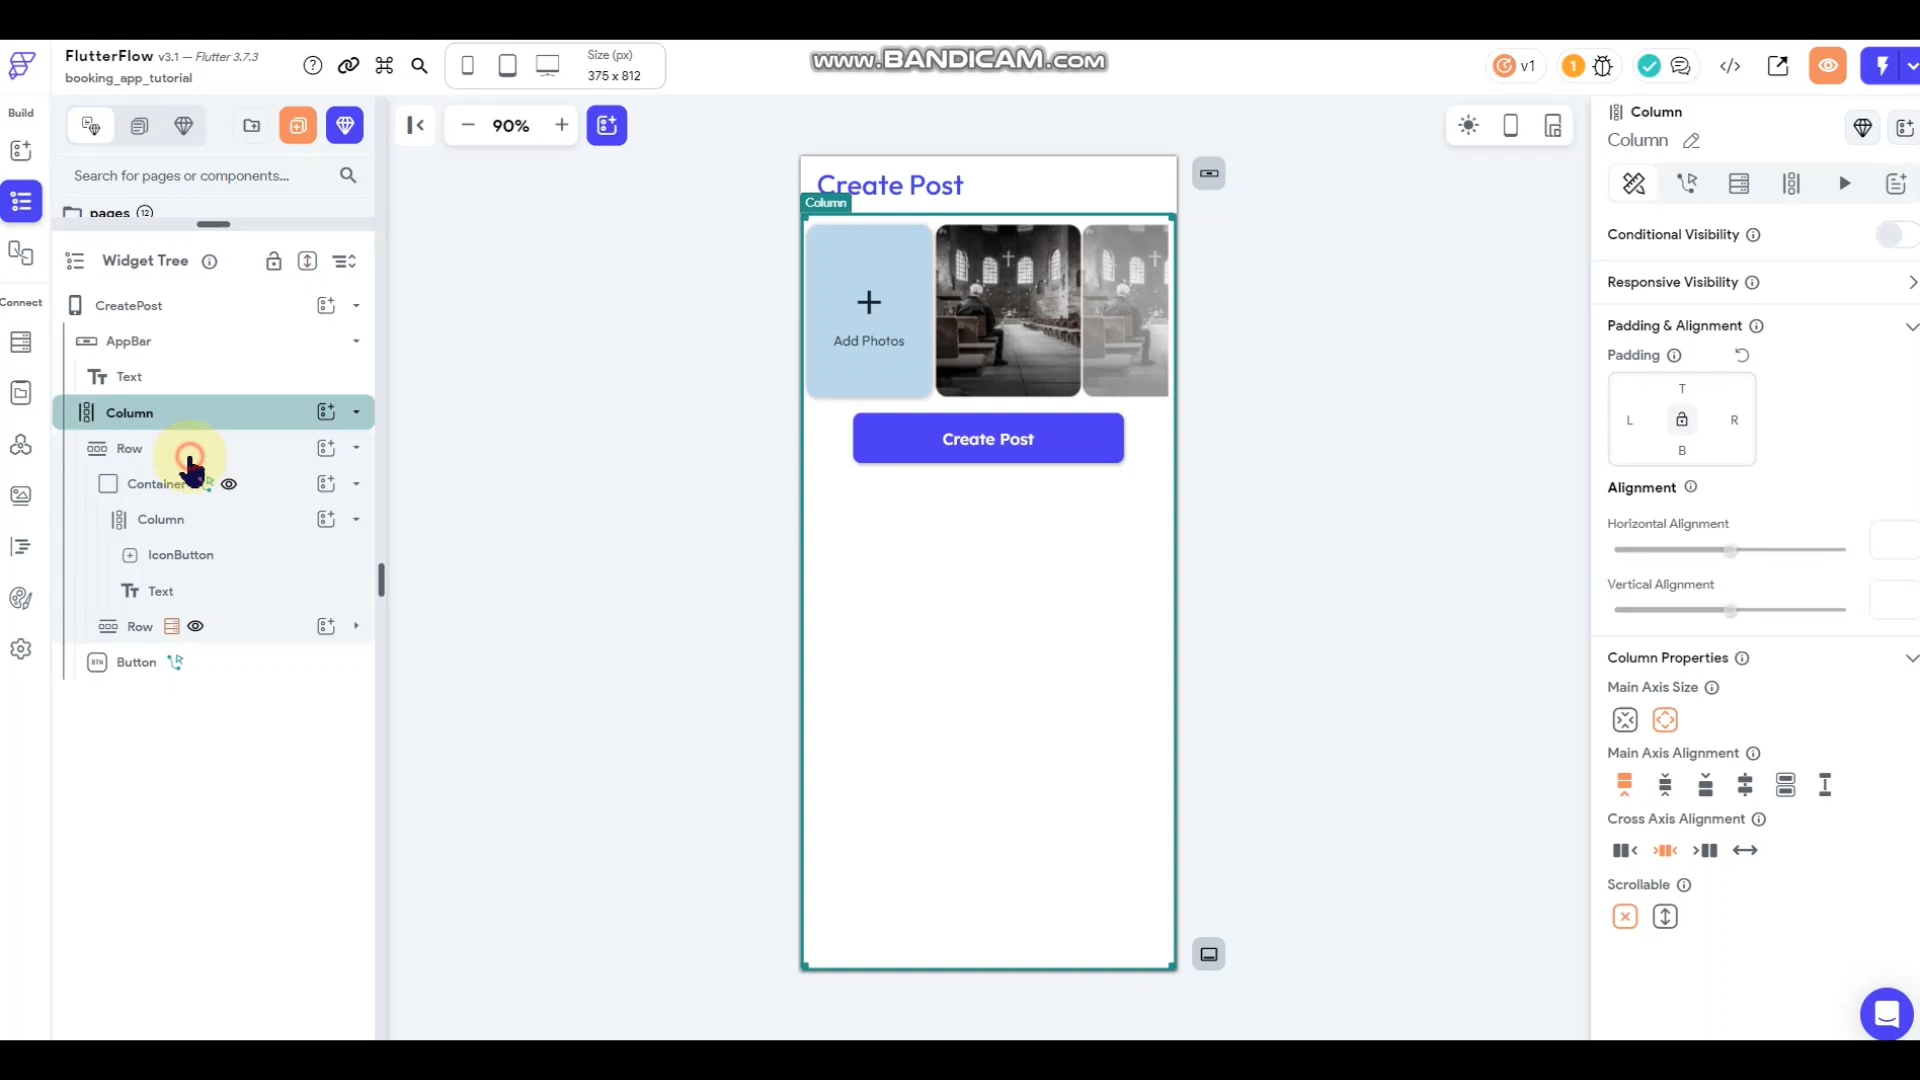 FlutterFlow v3.1 — Flutter 3.7.3
booking_app_tutorial
Size (px)
375 x 812
www.BANDICAM.com
v1
1
Build
90%
Search for pages or components...
pages 12
Widget Tree
Connect
CreatePost
AppBar
Text
Column
Row
Container
Column
IconButton
Text
Row
BTN Button
Create Post
Column
Add Photos
Create Post
Column
Column
Conditional Visibility
Responsive Visibility
Padding & Alignment
Padding
T
L
R
B
Alignment
Horizontal Alignment
Vertical Alignment
Column Properties
Main Axis Size
Main Axis Alignment
Cross Axis Alignment
Scrollable